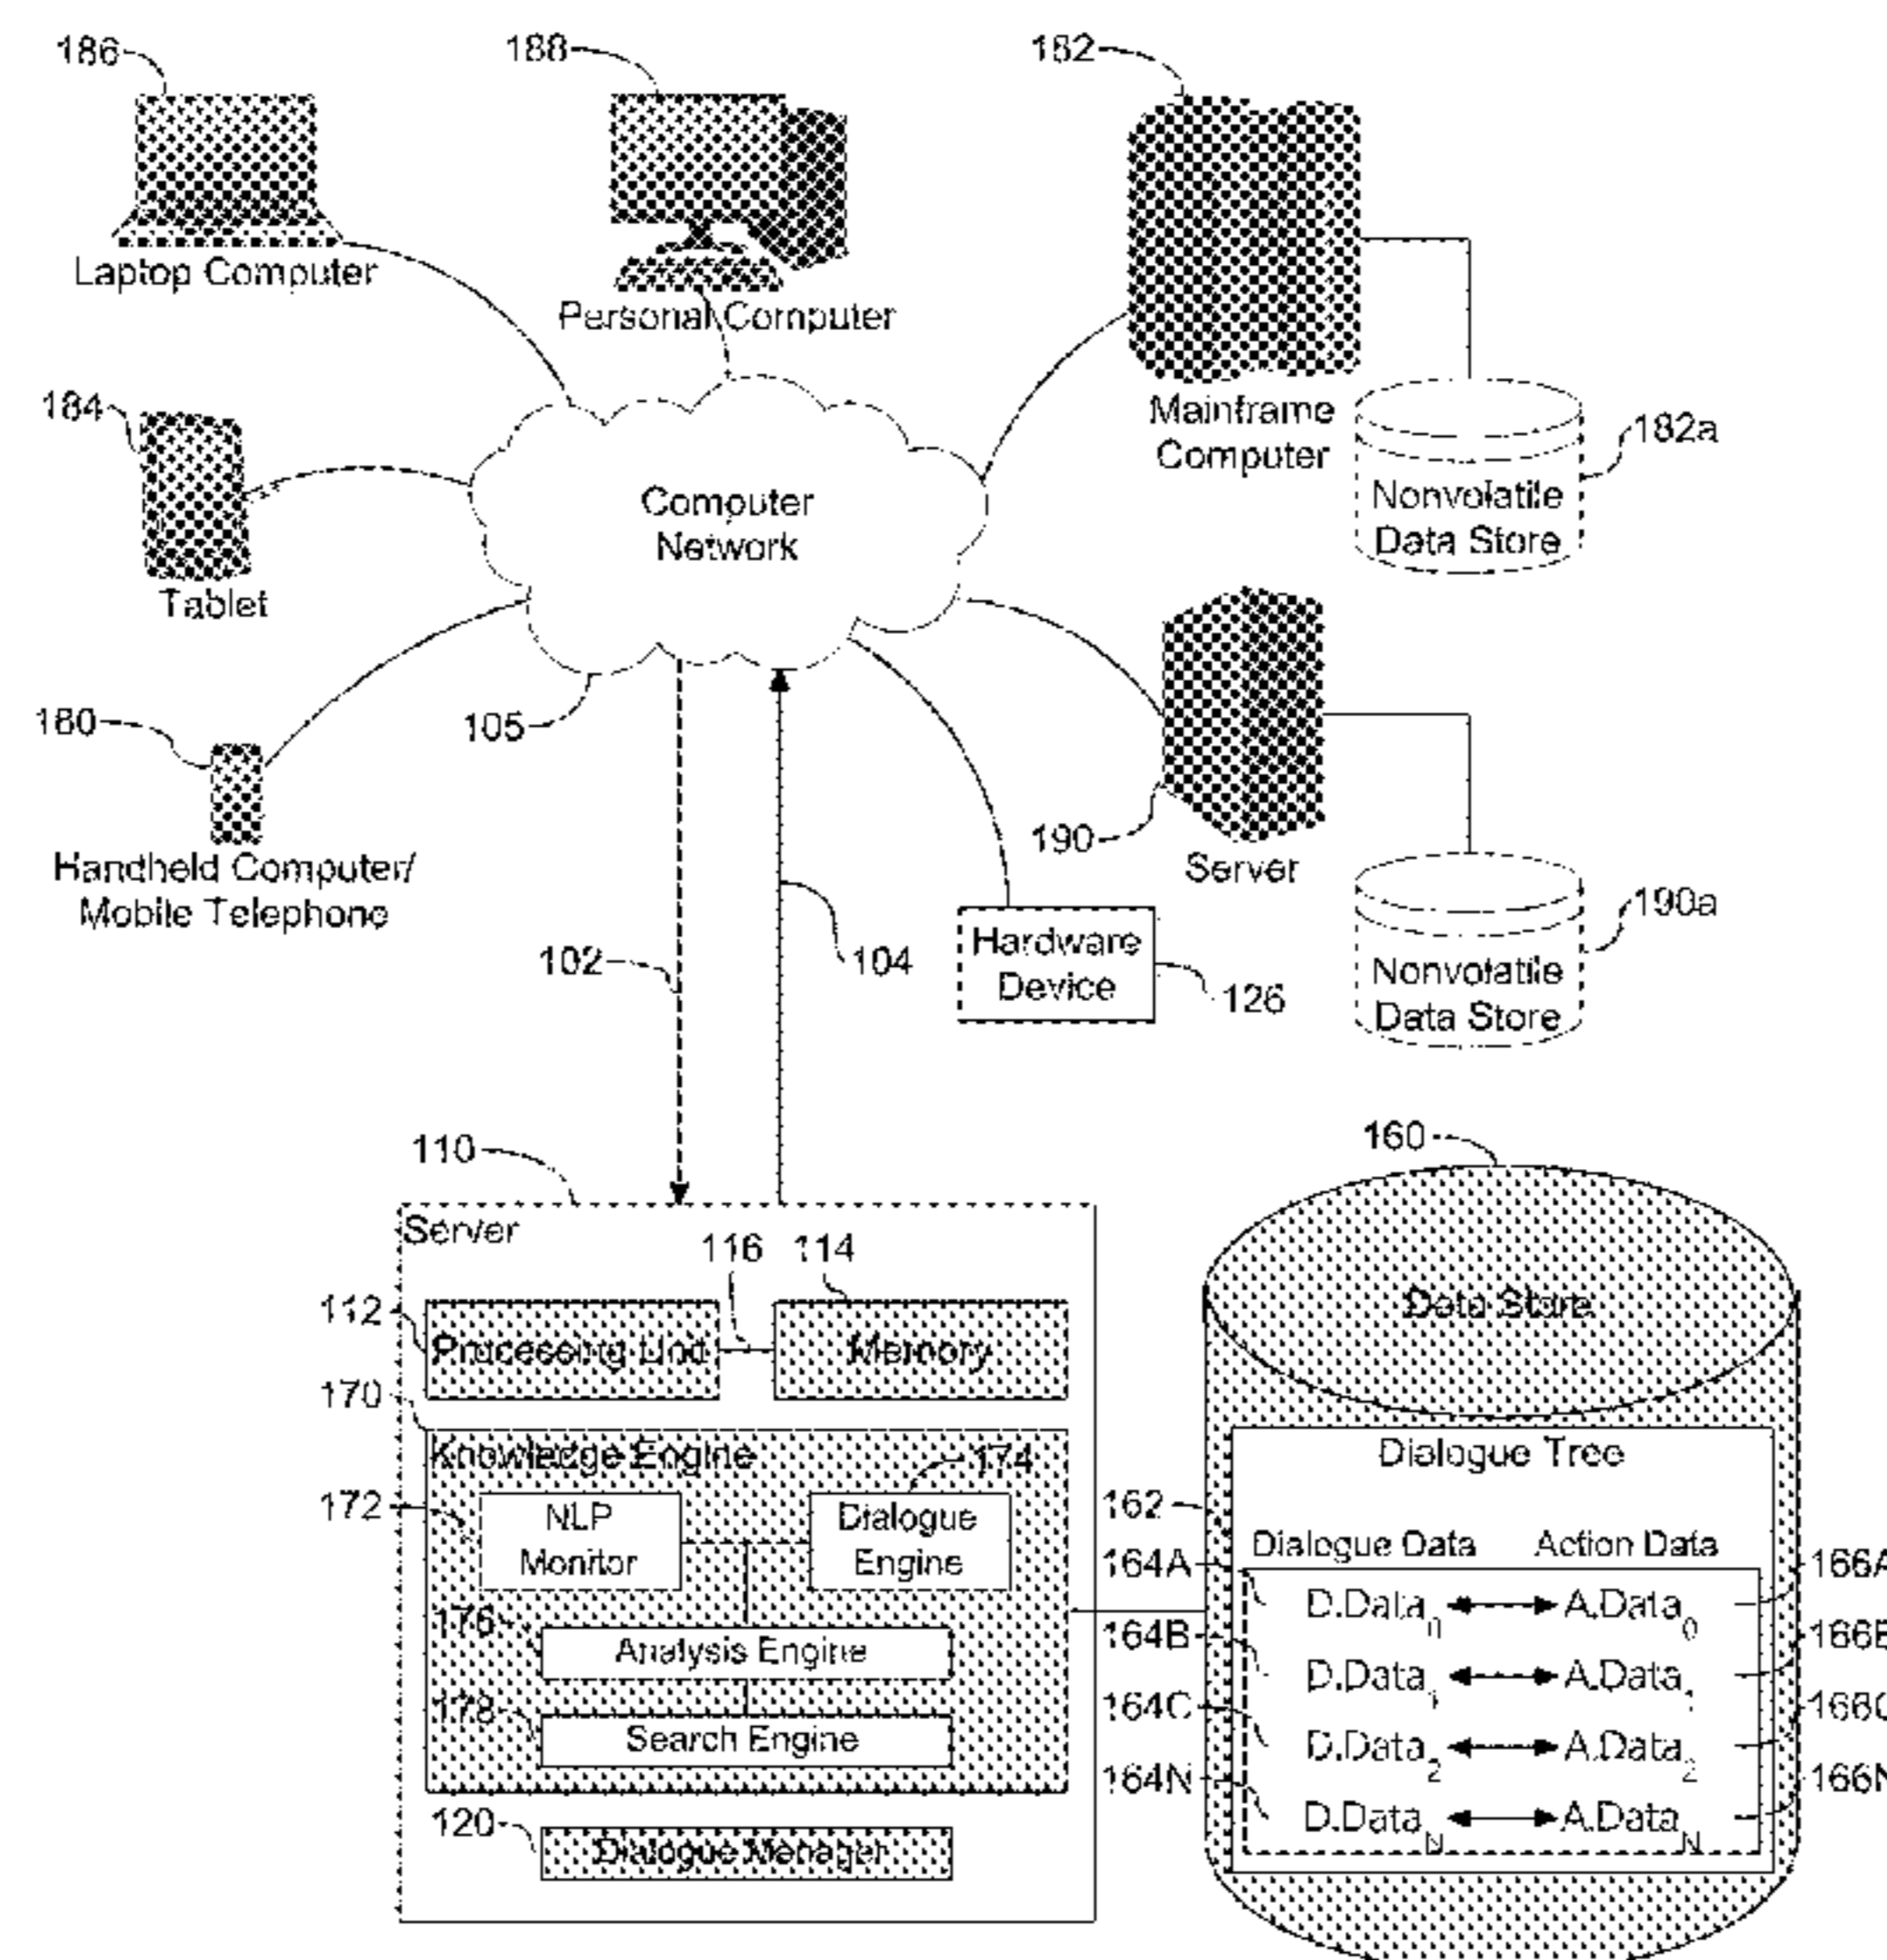 186
188
182
Laptop Computer
Personal Computer
184
Mainframe
Computer
182a
Nonvolatile
Data Store
Computer
Network
Tablet
180
105
190
Server
Handheld Computer/
Mobile Telephone
190a
102
104
Hardware
Device
126
Nonvolatile
Data Store
110
160
Server
116
114
Data Store
112
Processing Unit
Memory
170
Knowledge Engine
174
Dialogue Tree
172
NLP
Monitor
Dialogue
Engine
162
Dialogue Data
Action Data
164A
D.Data0
A.Data0
166A
176
Analysis Engine
164B
D.Data1
A.Data1
166B
178
Search Engine
164C
D.Data2
A.Data2
166C
164N
D.DataN
A.DataN
166N
120
Dialogue Manager